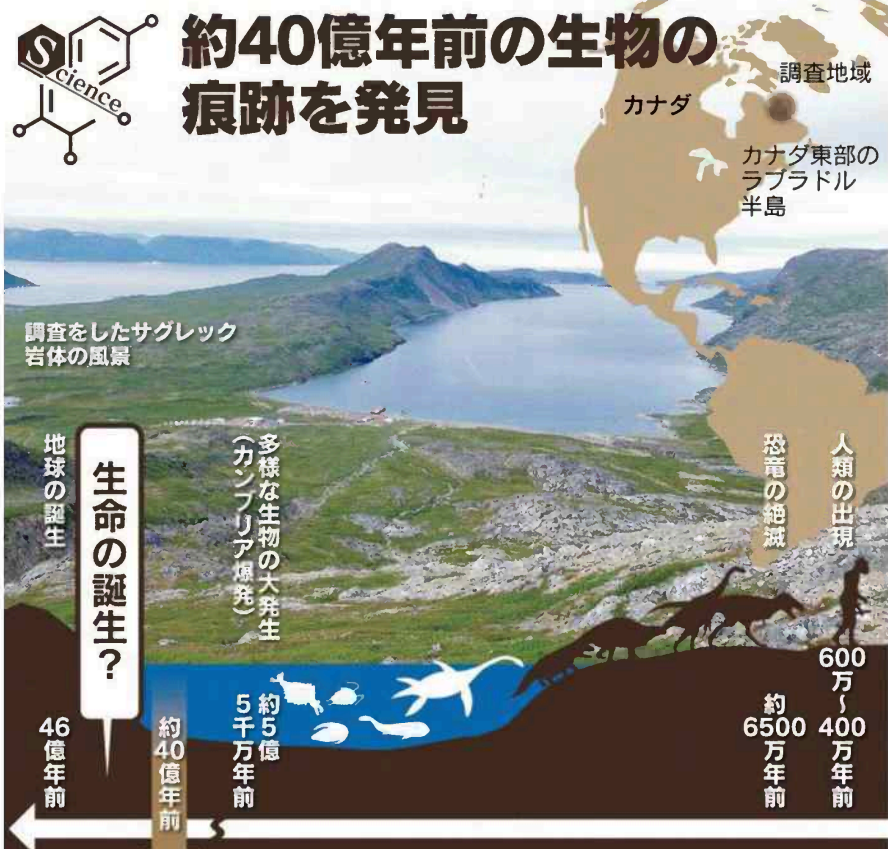 Science
約40億年前の生物の
痕跡を発見
カナダ
調査地域
カナダ東部の
ラブラドル
半島
調査をしたサグレック
岩体の風景
地球の誕生
生命の誕生？
多様な生物の大発生
（カンブリア爆発）
恐竜の絶滅
人類の出現
46億年前
約40億年前
約5億
5千万年前
約6500万年前
600万〜
400万年前